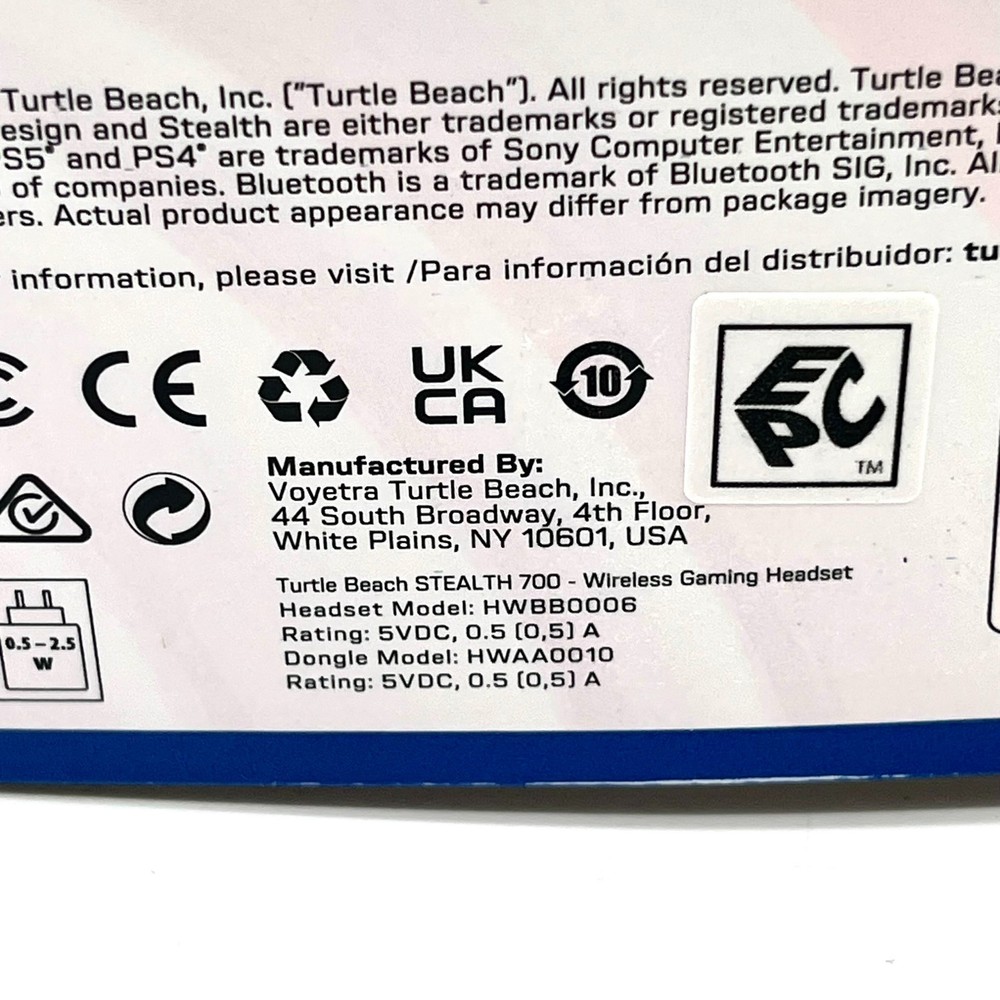 Turtle Beach, Inc. ("Turtle Beach"). All rights reserved. Turtle
esign and Stealth are either trademarks or registered
PS5® and PS4® are trademarks of Sony Computer Entertainment,
of companies. Bluetooth is a trademark of Bluetooth SIG, Inc.
Actual product appearance may differ from package imagery.
information, please visit /Para información del distribuidor:
CE
UK
CA
10
EPC
TM
Manufactured By:
Voyetra Turtle Beach, Inc.,
44 South Broadway, 4th Floor,
White Plains, NY 10601, USA
Turtle Beach STEALTH 700 - Wireless Gaming Headset
Headset Model: HWBB0006
Rating: 5VDC, 0.5 (0,5) A
Dongle Model: HWAA0010
Rating: 5VDC, 0.5 (0,5) A
0.5 – 2.5
W